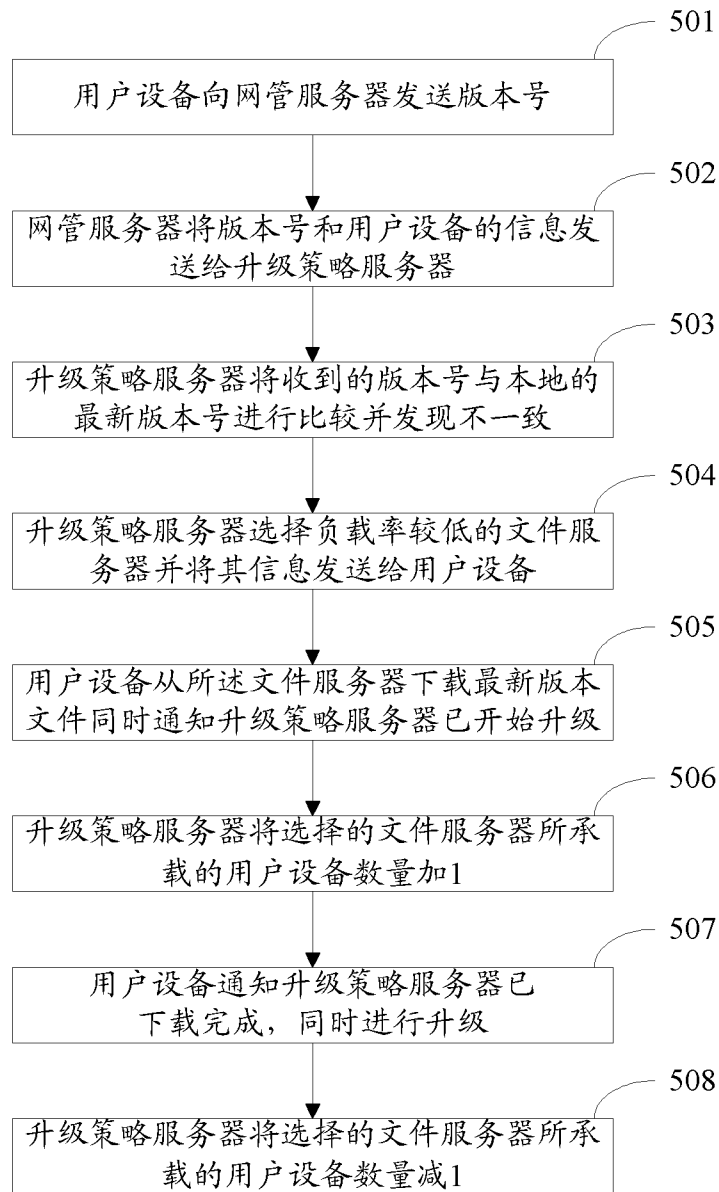 501
用户设备向网管服务器发送版本号
502
网管服务器将版本号和用户设备的信息发
送给升级策略服务器
503
升级策略服务器将收到的版本号与本地的
最新版本号进行比较并发现不一致
504
升级策略服务器选择负载率较低的文件服
务器并将其信息发送给用户设备
505
用户设备从所述文件服务器下载最新版本
文件同时通知升级策略服务器已开始升级
506
升级策略服务器将选择的文件服务器所承
载的用户设备数量加1
507
用户设备通知升级策略服务器已
下载完成，同时进行升级
508
升级策略服务器将选择的文件服务器所承
载的用户设备数量减1